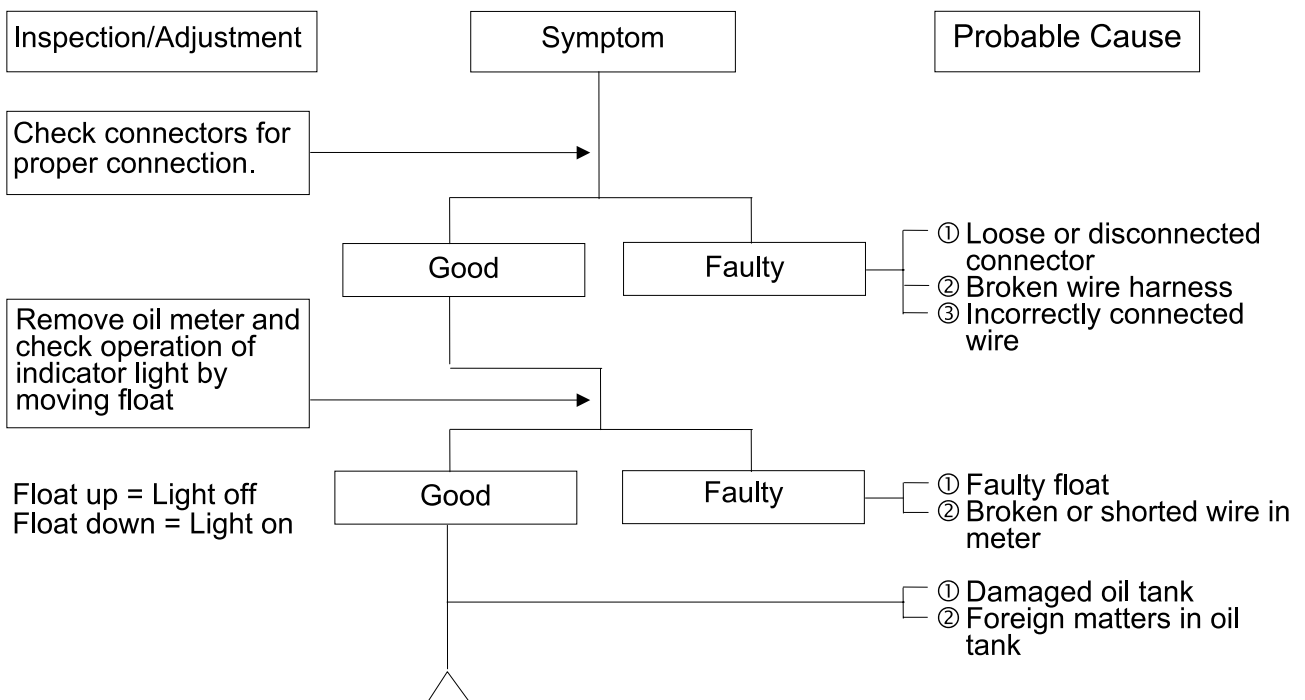 Inspection/Adjustment
Symptom
Probable Cause
Check connectors for
proper connection.
Good
Faulty
① Loose or disconnected
connector
② Broken wire harness
③ Incorrectly connected
wire
Remove oil meter and
check operation of
indicator light by
moving float
Float up = Light off
Float down = Light on
Good
Faulty
① Faulty float
② Broken or shorted wire in
meter
① Damaged oil tank
② Foreign matters in oil
tank